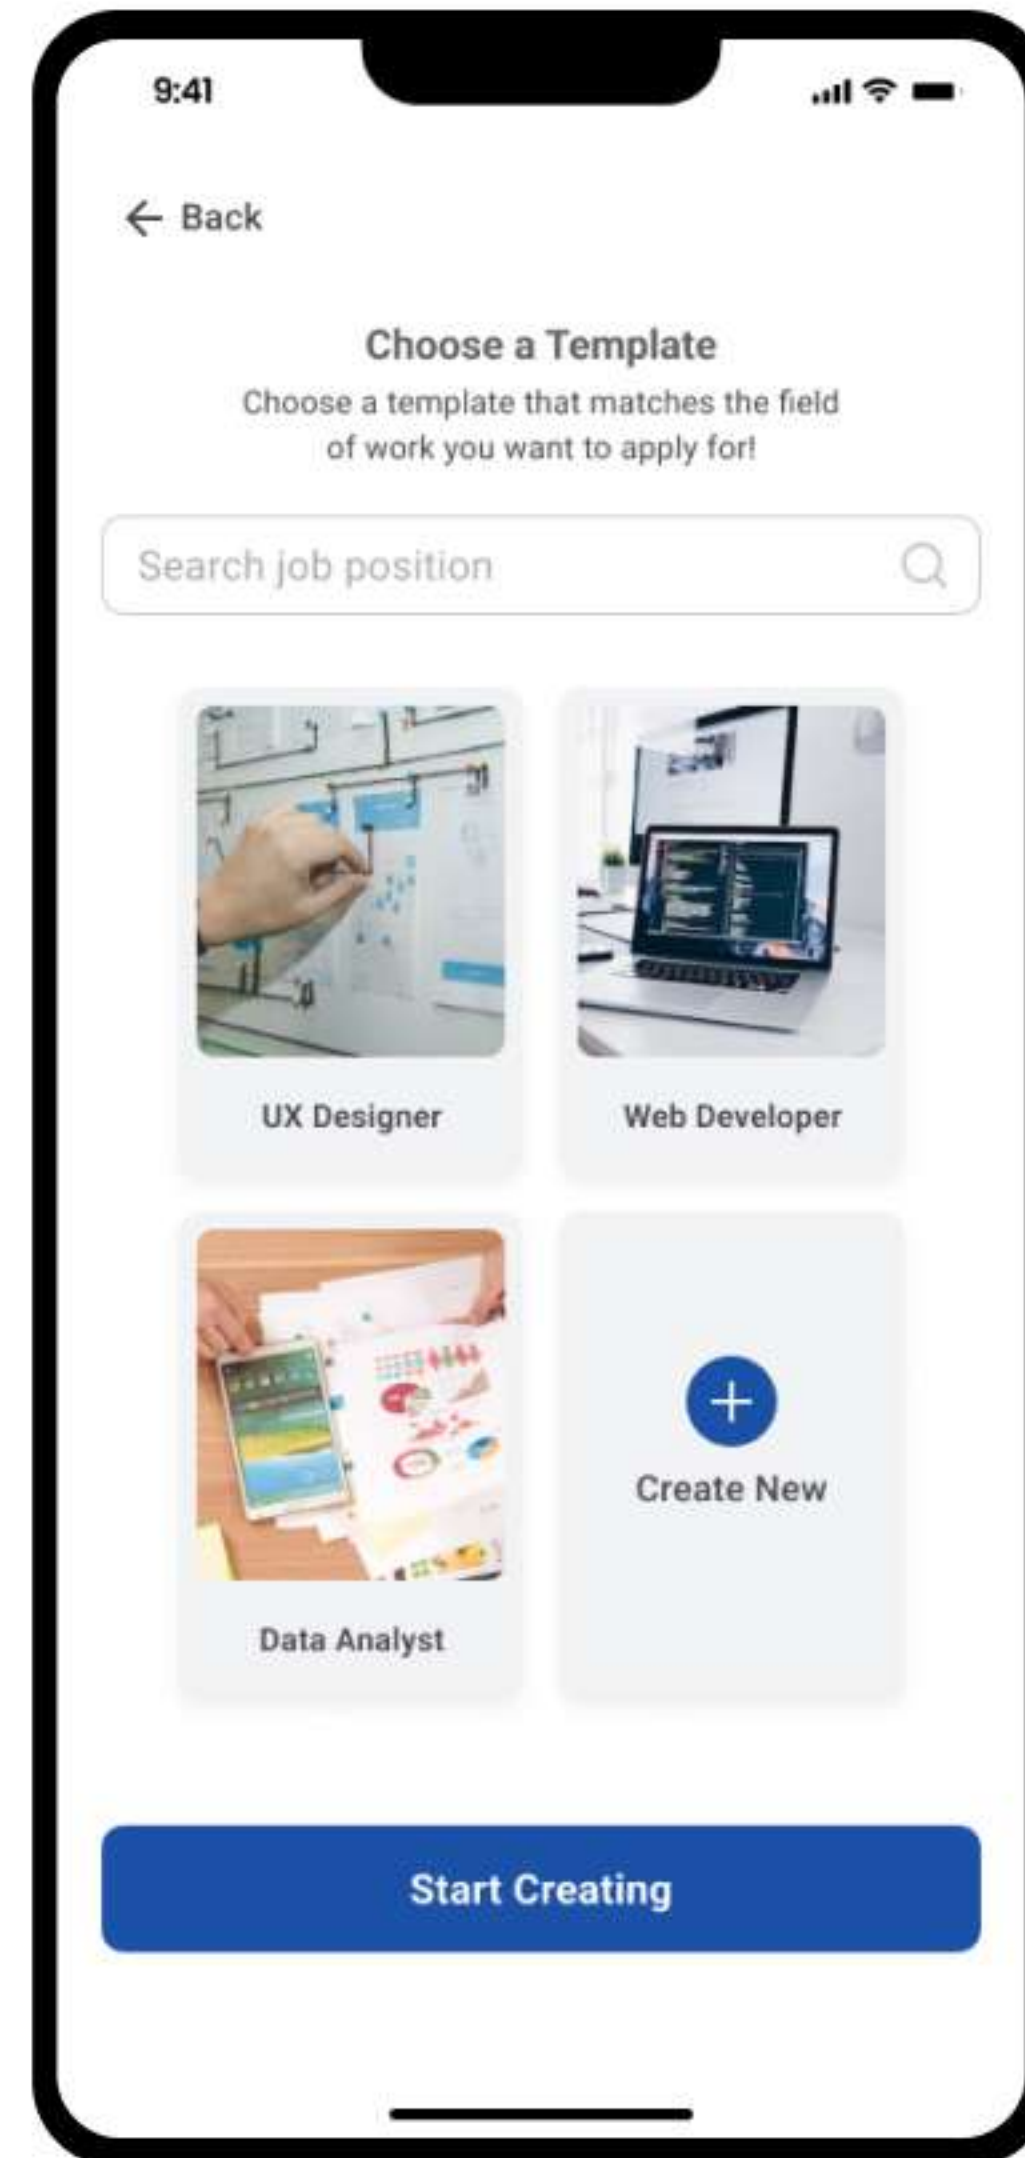 9:41
Back
Choose a Template
Choose a template that matches the field
of work you want to apply for!
Search job position
UX Designer
Web Developer
Data Analyst
Create New
Start Creating